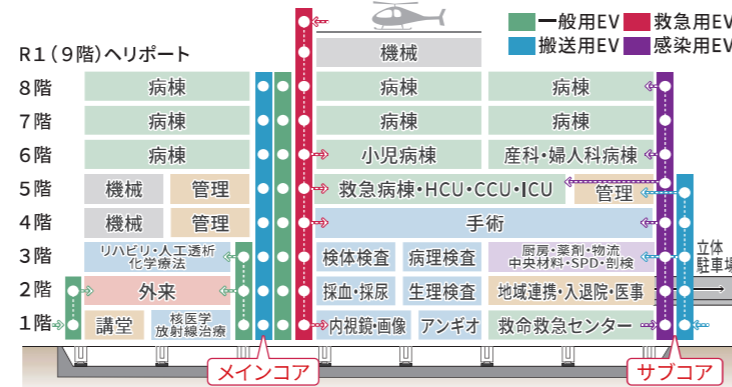 一般用EV 救急用EV
搬送用EV 感染用EV
R1(9階)ヘリポート
機械
8階 病棟 病棟 病棟
7階 病棟 病棟 病棟
6階 病棟 小児病棟 産科・婦人科病棟
5階 機械 管理 救急病棟・HCU・CCU・ICU 管理
4階 機械 管理 手術
3階 リハビリ・人工透析
化学療法
検体検査 病理検査
厨房・薬剤・物流
中央材料・SPD・剖検
立体
駐車場
2階 外来 採血・採尿 生理検査 地域連携・入退院・医事
1階 講堂 核医学
放射線治療
内視鏡・画像 アンギオ 救命救急センター
メインコア サブコア